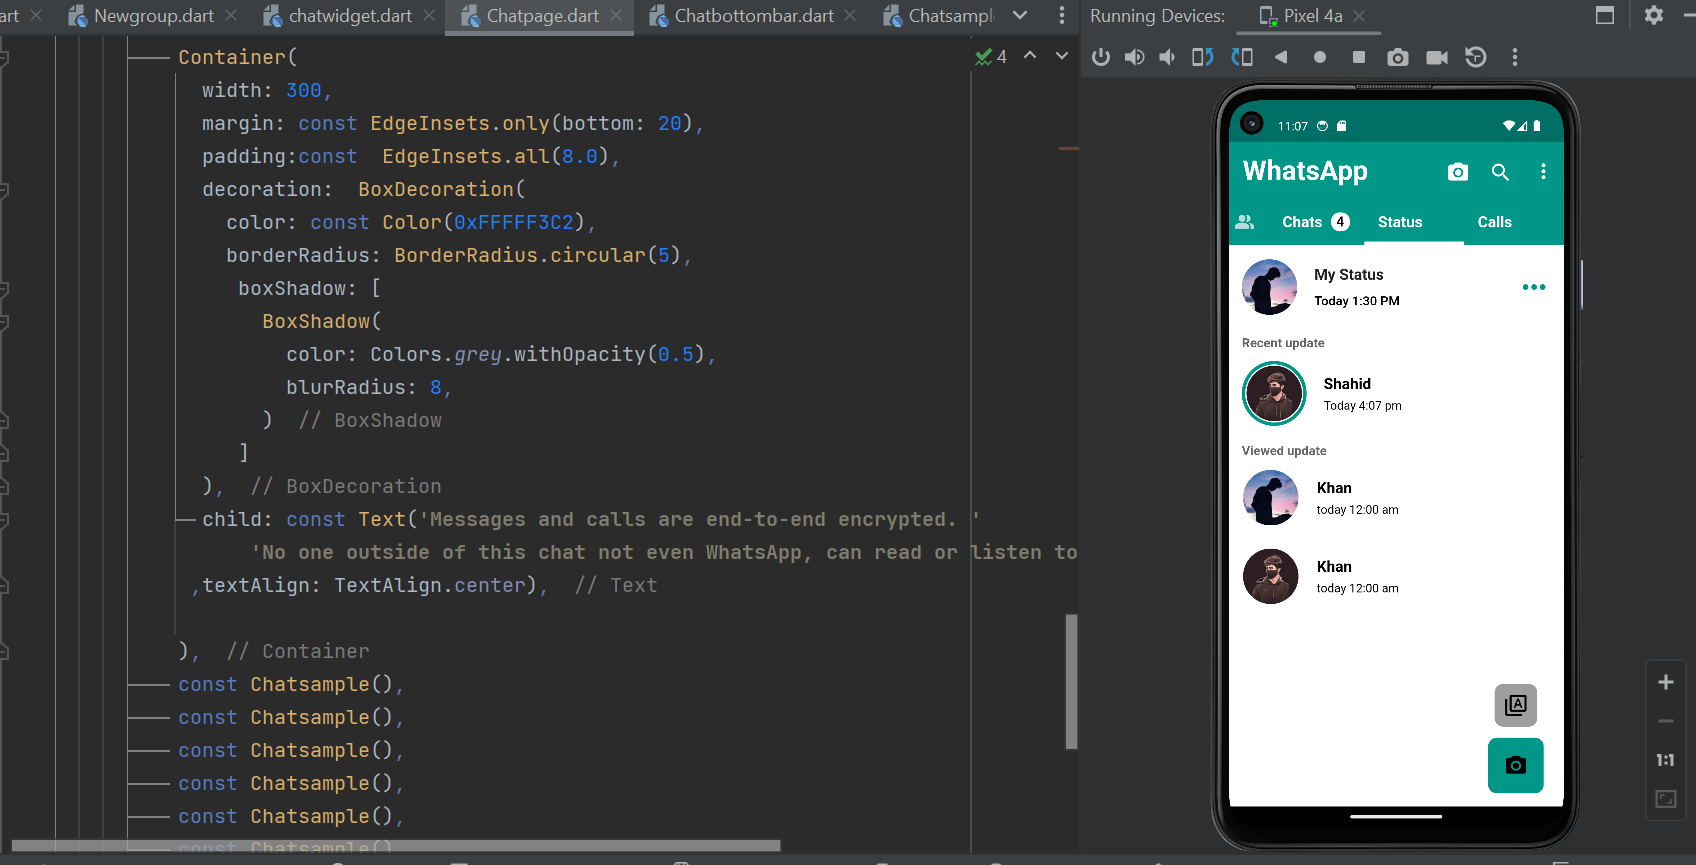 art
Newgroup.dart
chatwidget.dart
Chatpage.dart
Chatbottombar.dart
Chatsampl
Running Devices:
Pixel 4a
Container(
4
width: 300,
margin: const EdgeInsets.only(bottom: 20),
padding:const  EdgeInsets.all(8.0),
decoration:  BoxDecoration(
color: const Color(0xFFFFF3C2),
borderRadius: BorderRadius.circular(5),
boxShadow: [
BoxShadow(
color: Colors.grey.withOpacity(0.5),
blurRadius: 8,
)  // BoxShadow
]
),  // BoxDecoration
child: const Text('Messages and calls are end-to-end encrypted. '
'No one outside of this chat not even WhatsApp, can read or listen to
,textAlign: TextAlign.center),  // Text
),  // Container
const Chatsample(),
const Chatsample(),
const Chatsample(),
const Chatsample(),
const Chatsample(),
const Chatsample()
11:07
WhatsApp
Chats 4
Status
Calls
My Status
Today 1:30 PM
Recent update
Shahid
Today 4:07 pm
Viewed update
Khan
today 12:00 am
Khan
today 12:00 am
A
1:1